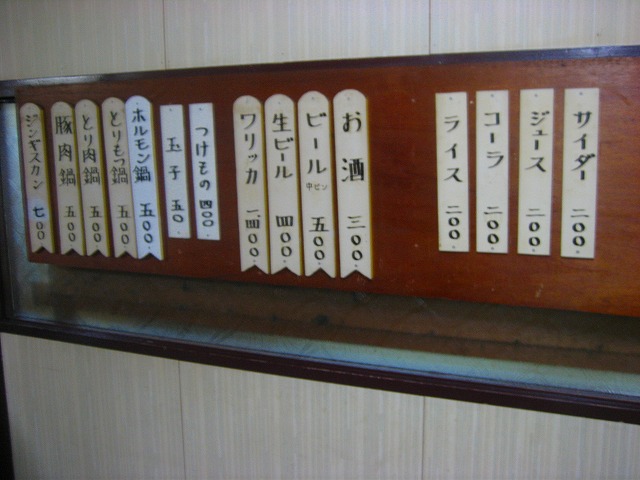 サイダー 二〇〇
ジュース 二〇〇
コーラ 二〇〇
ライス 二〇〇
お酒 三〇〇
ビール 中ビン 五〇〇
生ビール 四〇〇
ワリッカ 一、四〇〇
つけもの 四〇〇
玉子 五〇
ホルモン鍋 五〇〇
とりもつ鍋 五〇〇
とり肉鍋 五〇〇
豚肉鍋 五〇〇
ジンギスカン 七〇〇